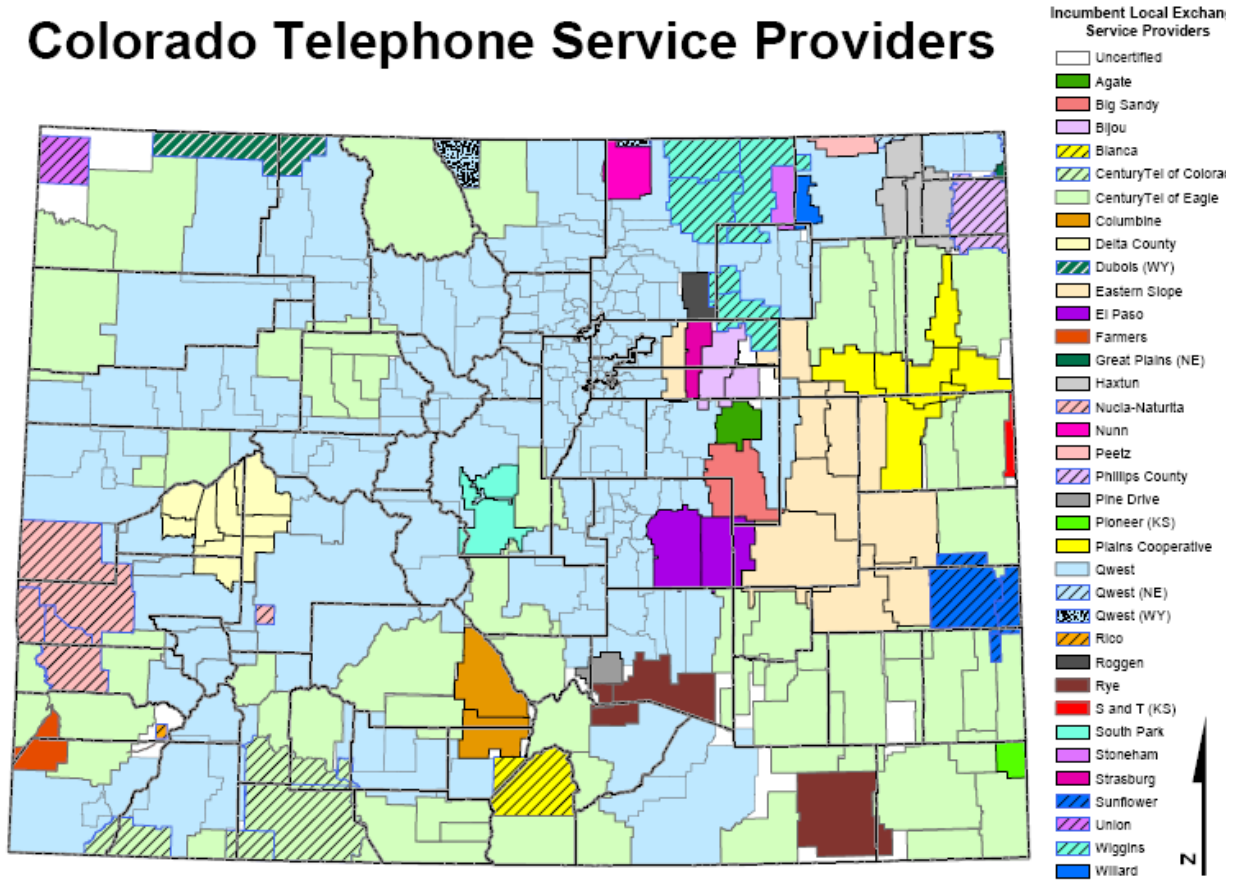 Colorado Telephone Service Providers
Incumbent Local Exchan
Service Providers
Uncertified
Agate
Big Sandy
Bijou
Blanca
CenturyTel of Colora
CenturyTel of Eagle
Columbine
Delta County
Dubois (WY)
Eastern Slope
El Paso
Farmers
Great Plains (NE)
Haxtun
Nucla-Naturita
Nunn
Peetz
Phillips County
Pine Drive
Pioneer (KS)
Plains Cooperative
Qwest
Qwest (NE)
Qwest (WY)
Rico
Roggen
Rye
S and T (KS)
South Park
Stoneham
Strasburg
Sunflower
Union
Wiggins
Willard
N